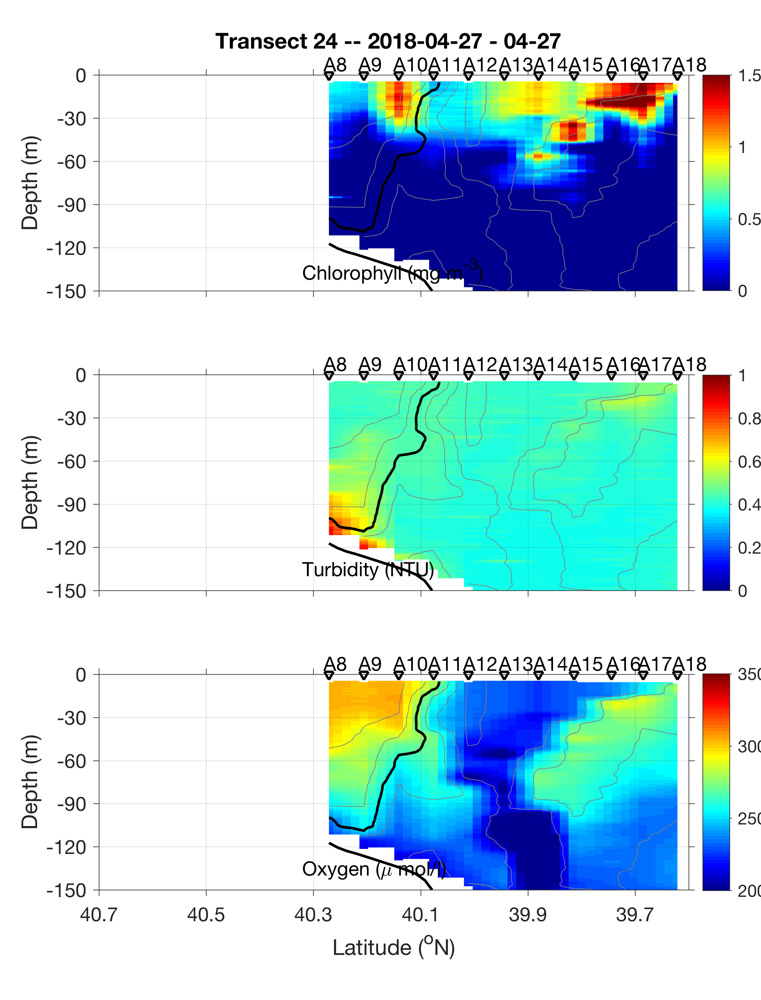 Transect 24 -- 2018-04-27 - 04-27
A8 A9 A10 A11 A12 A13 A14 A15 A16 A17 A18
0
-30
-60
-90
-120
-150
Depth (m)
Chlorophyll (mg m-3)
1.5
1
0.5
0
A8 A9 A10 A11 A12 A13 A14 A15 A16 A17 A18
0
-30
-60
-90
-120
-150
Depth (m)
Turbidity (NTU)
1
0.8
0.6
0.4
0.2
0
A8 A9 A10 A11 A12 A13 A14 A15 A16 A17 A18
0
-30
-60
-90
-120
-150
Depth (m)
Oxygen (μ mol/l)
350
300
250
200
40.7 40.5 40.3 40.1 39.9 39.7
Latitude (oN)